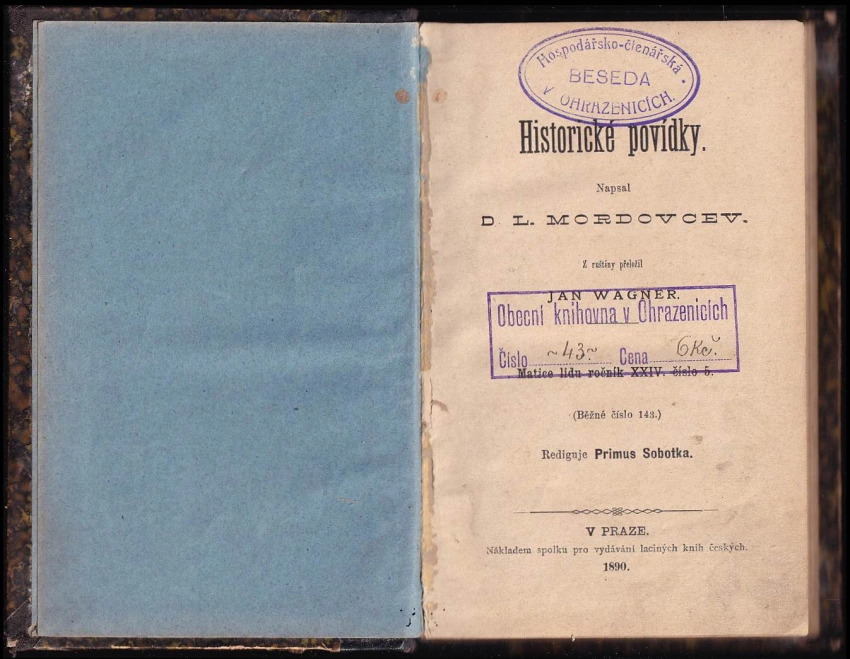 Hospodářsko-čtenářská
BESEDA
V OHRAZENICÍCH.
Historické povídky.
Napsal
D. L. MORDOVCEV.
Z ruštiny přeložil
JAN WAGNER.
Obecní knihovna v Ohrazenicích
Číslo ~43~ Cena 6Kč.
Matice lidu ročník XXIV. číslo 5.
(Běžné číslo 143.)
Rediguje Primus Sobotka.
V PRAZE.
Nákladem spolku pro vydávání laciných knih českých.
1890.